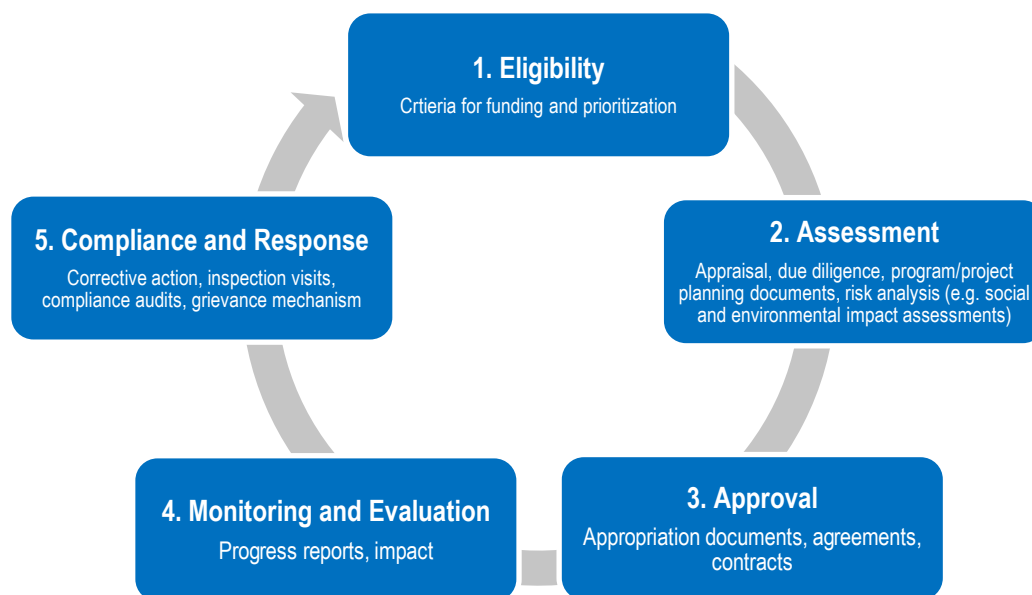 1. Eligibility
Crtieria for funding and prioritization
2. Assessment
Appraisal, due diligence, program/project
planning documents, risk analysis (e.g. social
and environmental impact assessments)
3. Approval
Appropriation documents, agreements,
contracts
4. Monitoring and Evaluation
Progress reports, impact
5. Compliance and Response
Corrective action, inspection visits,
compliance audits, grievance mechanism